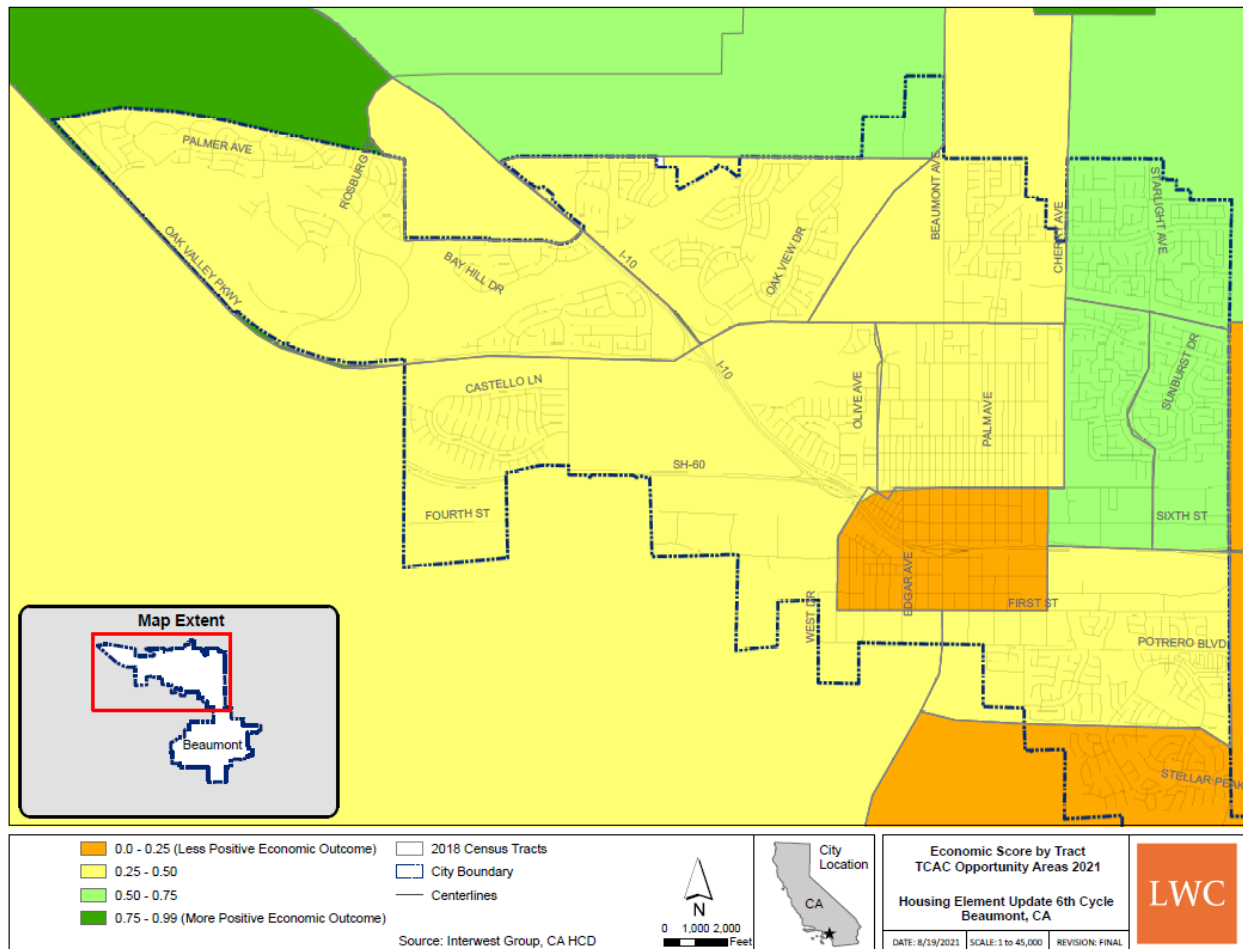 PALMER AVE
ROSBURG
OAK VALLEY PKWY
BAY HILL DR
I-10
OAK VIEW DR
BEAUMONT AVE
CHERRY AVE
STARLIGHT AVE
SUNBURST DR
CASTELLO LN
I-10
OLIVE AVE
PALM AVE
SH-60
FOURTH ST
SIXTH ST
EDGAR AVE
FIRST ST
WEST DR
POTRERO BLVD
STELLAR PEAK
Map Extent
Beaumont
0.0 - 0.25 (Less Positive Economic Outcome)
0.25 - 0.50
0.50 - 0.75
0.75 - 0.99 (More Positive Economic Outcome)
2018 Census Tracts
City Boundary
Centerlines
Source: Interwest Group, CA HCD
N
0 1,000 2,000
Feet
City
Location
CA
Economic Score by Tract
TCAC Opportunity Areas 2021
Housing Element Update 6th Cycle
Beaumont, CA
DATE: 8/19/2021 SCALE: 1 to 45,000 REVISION: FINAL
LWC